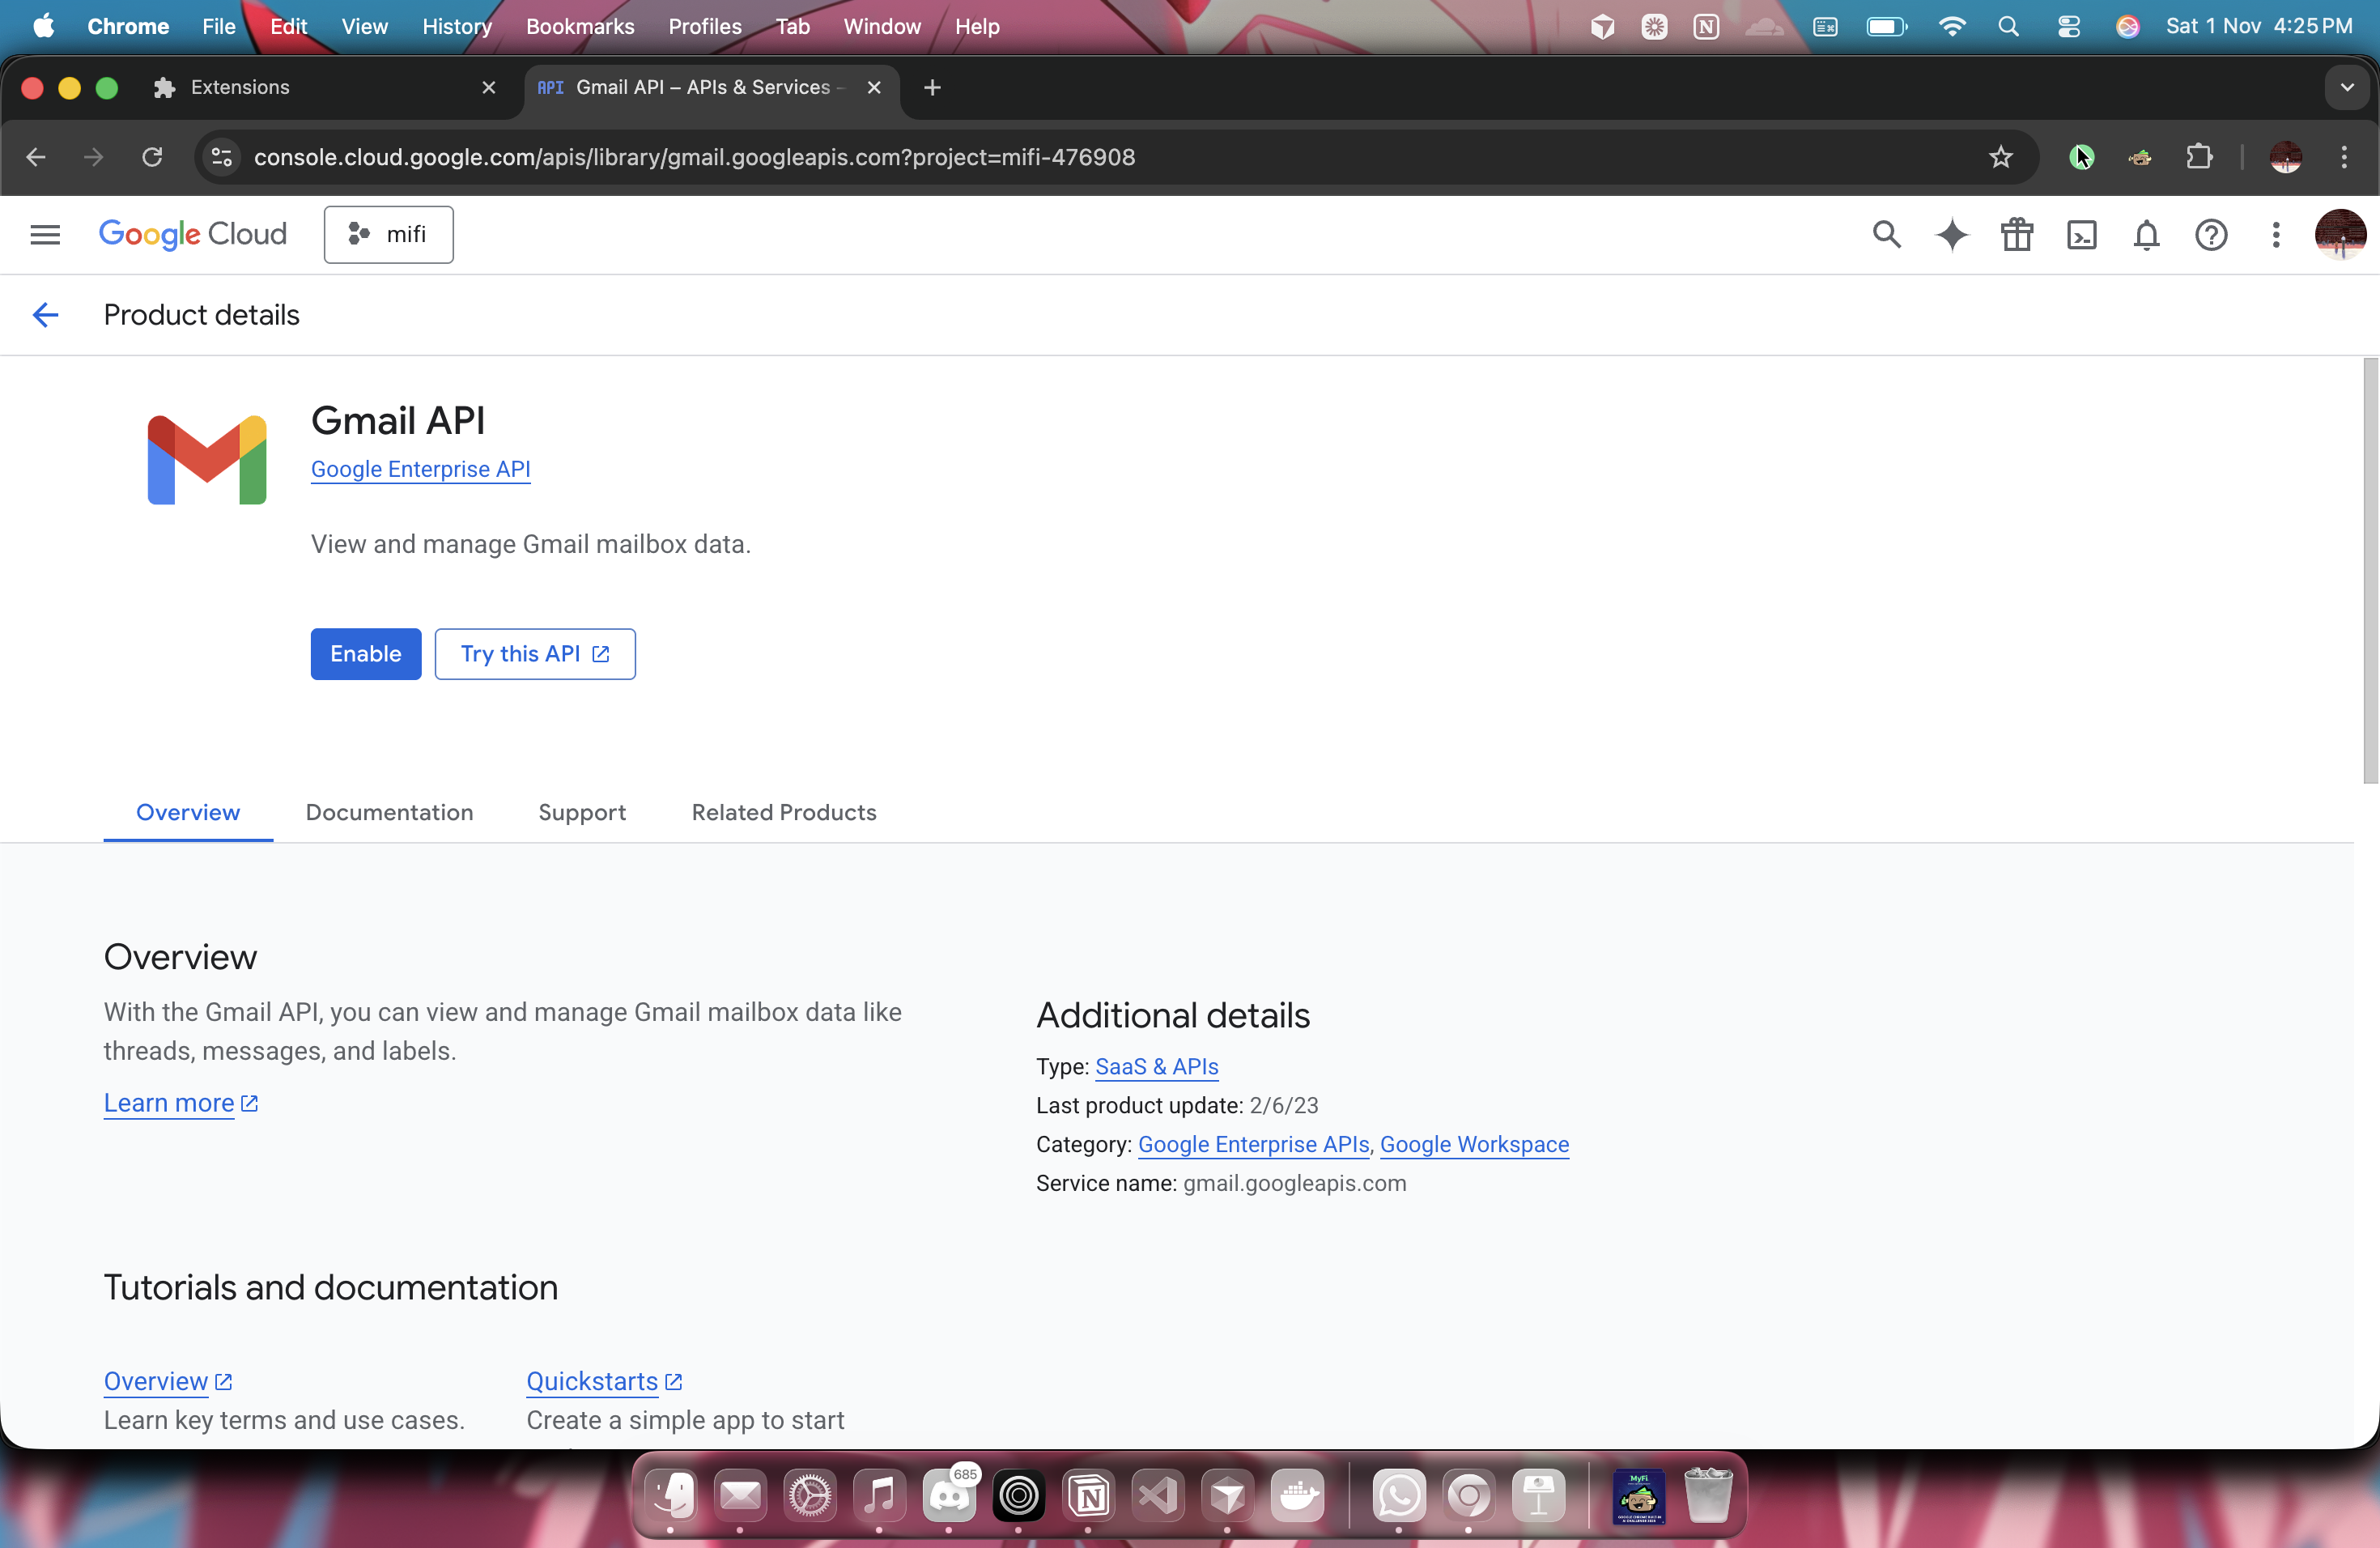 Chrome File Edit View History Bookmarks Profiles Tab Window Help Sat 1 Nov 4:25 PM
Extensions
API Gmail API – APIs & Services –
console.cloud.google.com/apis/library/gmail.googleapis.com?project=mifi-476908
Google Cloud mifi
Product details
Gmail API
Google Enterprise API
View and manage Gmail mailbox data.
Enable Try this API
Overview Documentation Support Related Products
Overview
With the Gmail API, you can view and manage Gmail mailbox data like
threads, messages, and labels.
Learn more
Additional details
Type: SaaS & APIs
Last product update: 2/6/23
Category: Google Enterprise APIs, Google Workspace
Service name: gmail.googleapis.com
Tutorials and documentation
Overview
Learn key terms and use cases.
Quickstarts
Create a simple app to start
685
MyFi